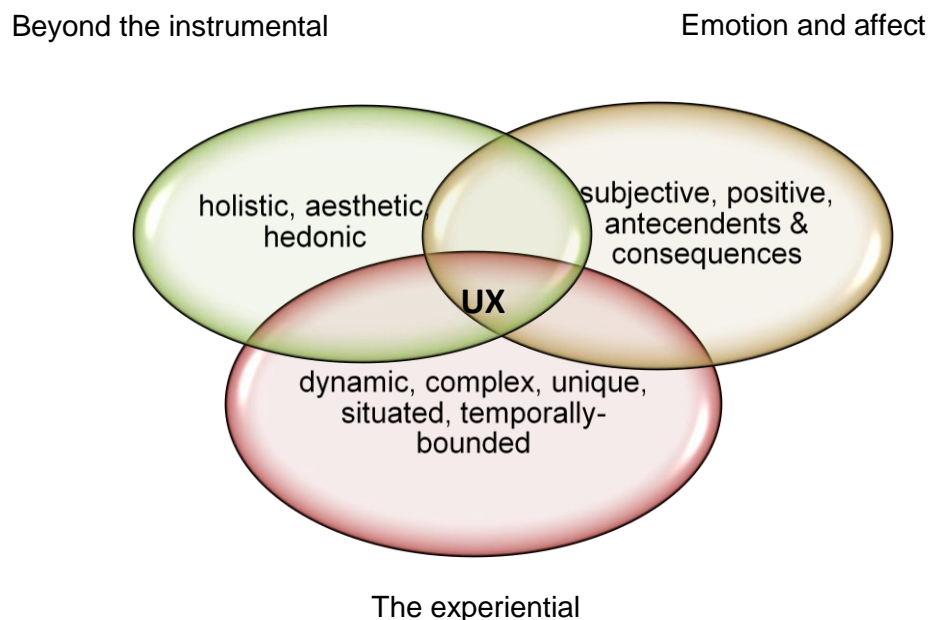 Beyond the instrumental
Emotion and affect
holistic, aesthetic,
hedonic
subjective, positive,
antecendents &
consequences
UX
dynamic, complex, unique,
situated, temporally-
bounded
The experiential